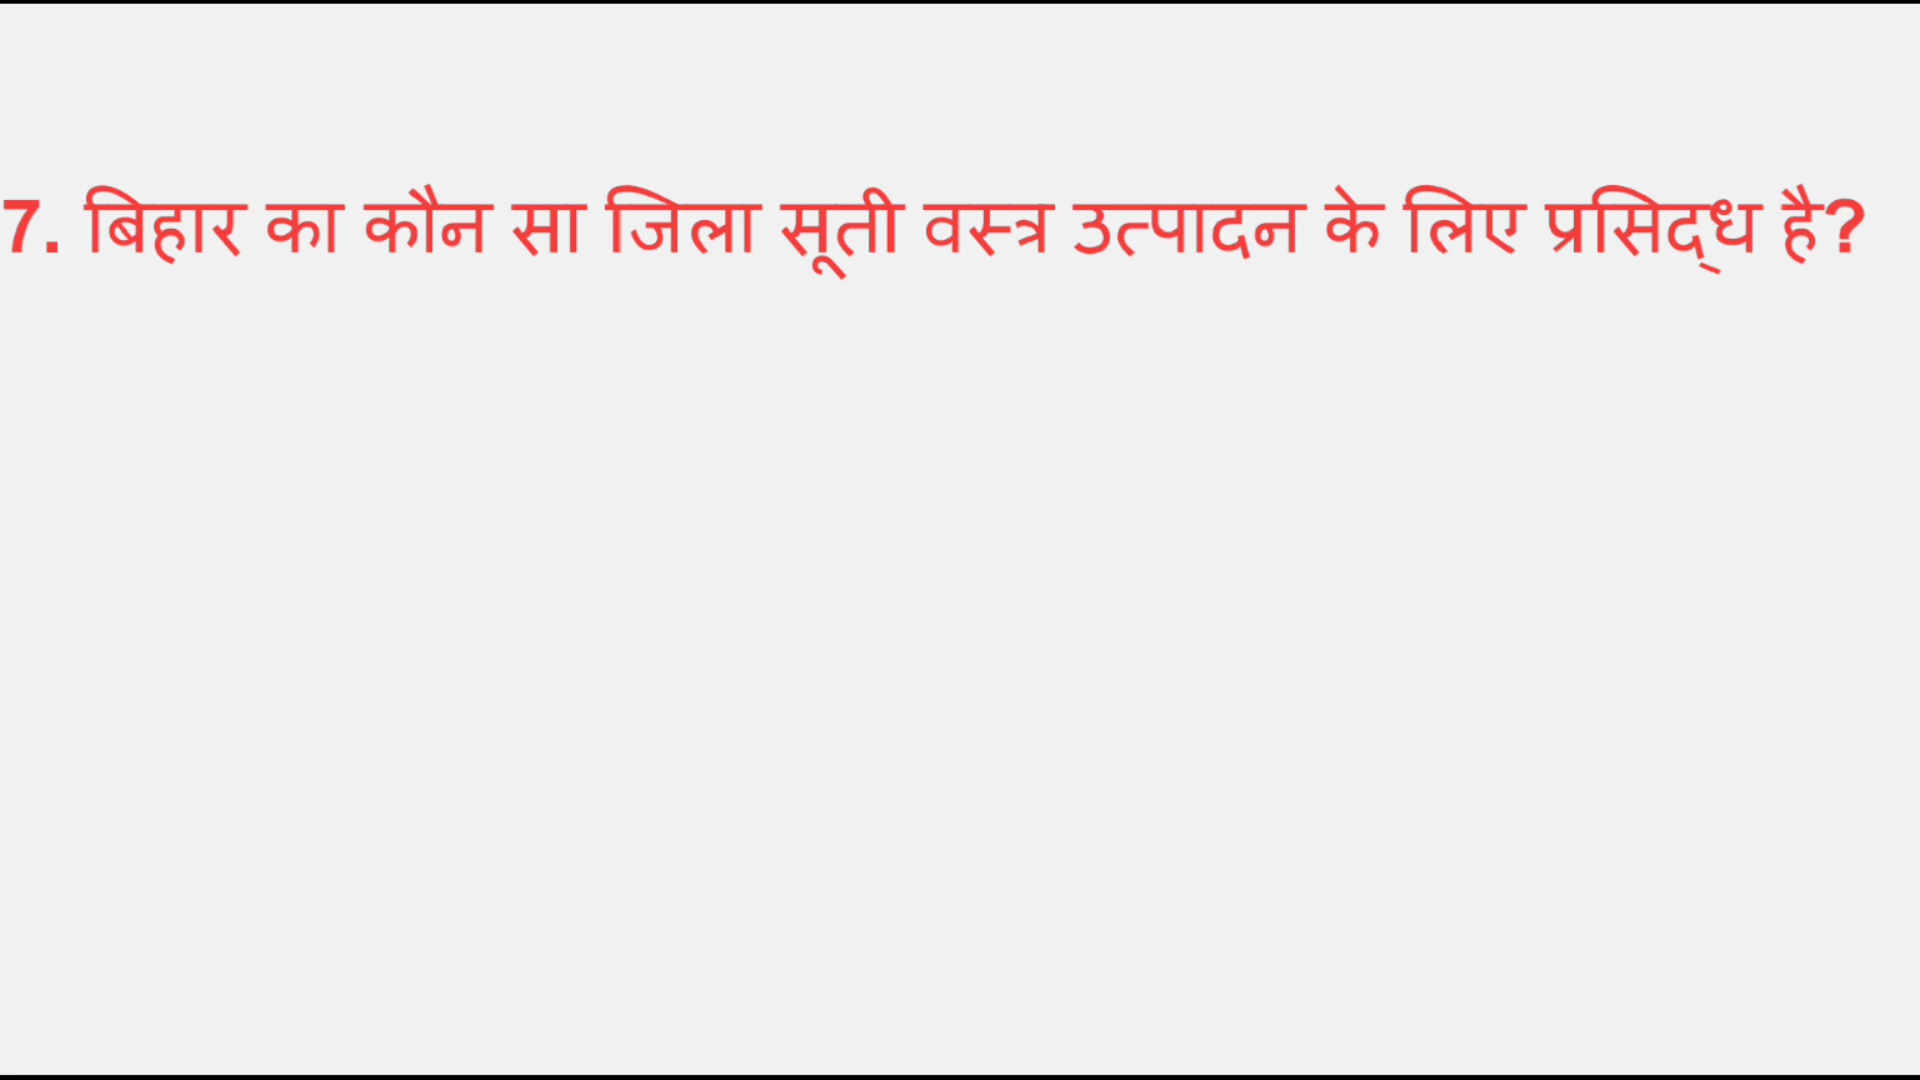 7. बिहार का कौन सा जिला सूती वस्त्र उत्पादन के लिए प्रसिद्ध है?